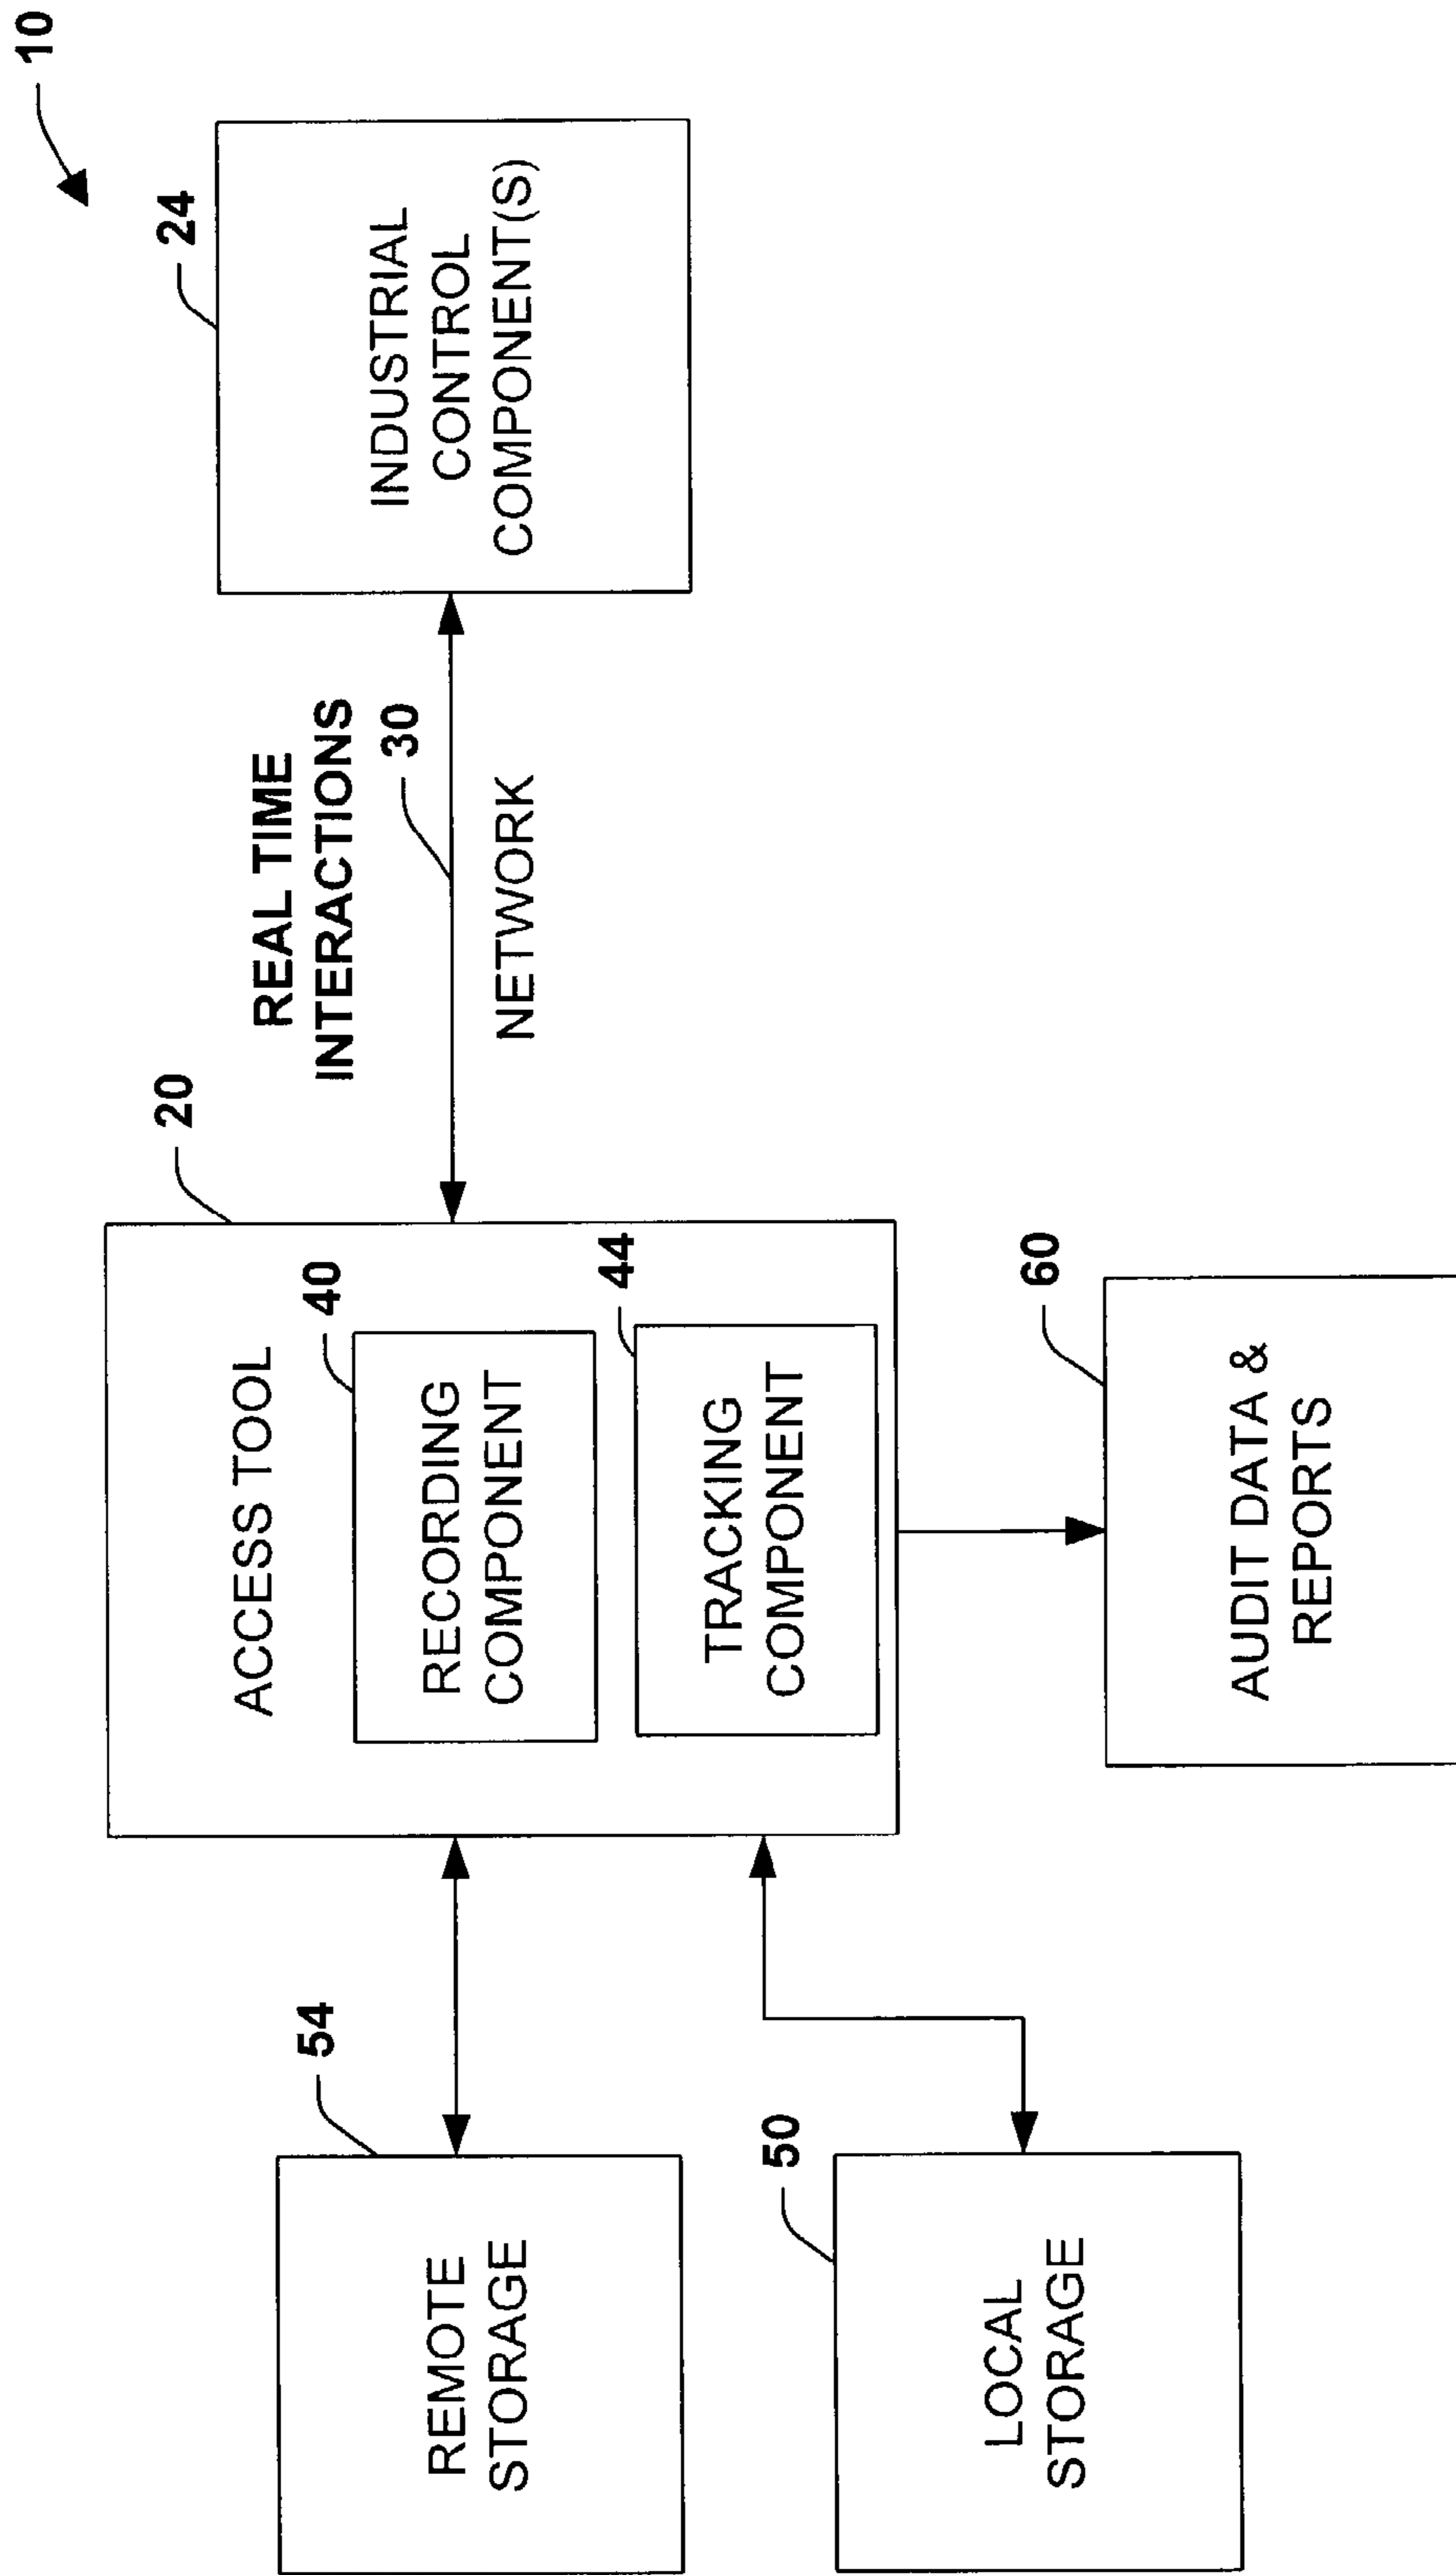 10
24
INDUSTRIAL
CONTROL
COMPONENT(S)
REAL TIME
INTERACTIONS
30
NETWORK
20
ACCESS TOOL
40
RECORDING
COMPONENT
44
TRACKING
COMPONENT
60
AUDIT DATA &
REPORTS
54
REMOTE
STORAGE
50
LOCAL
STORAGE